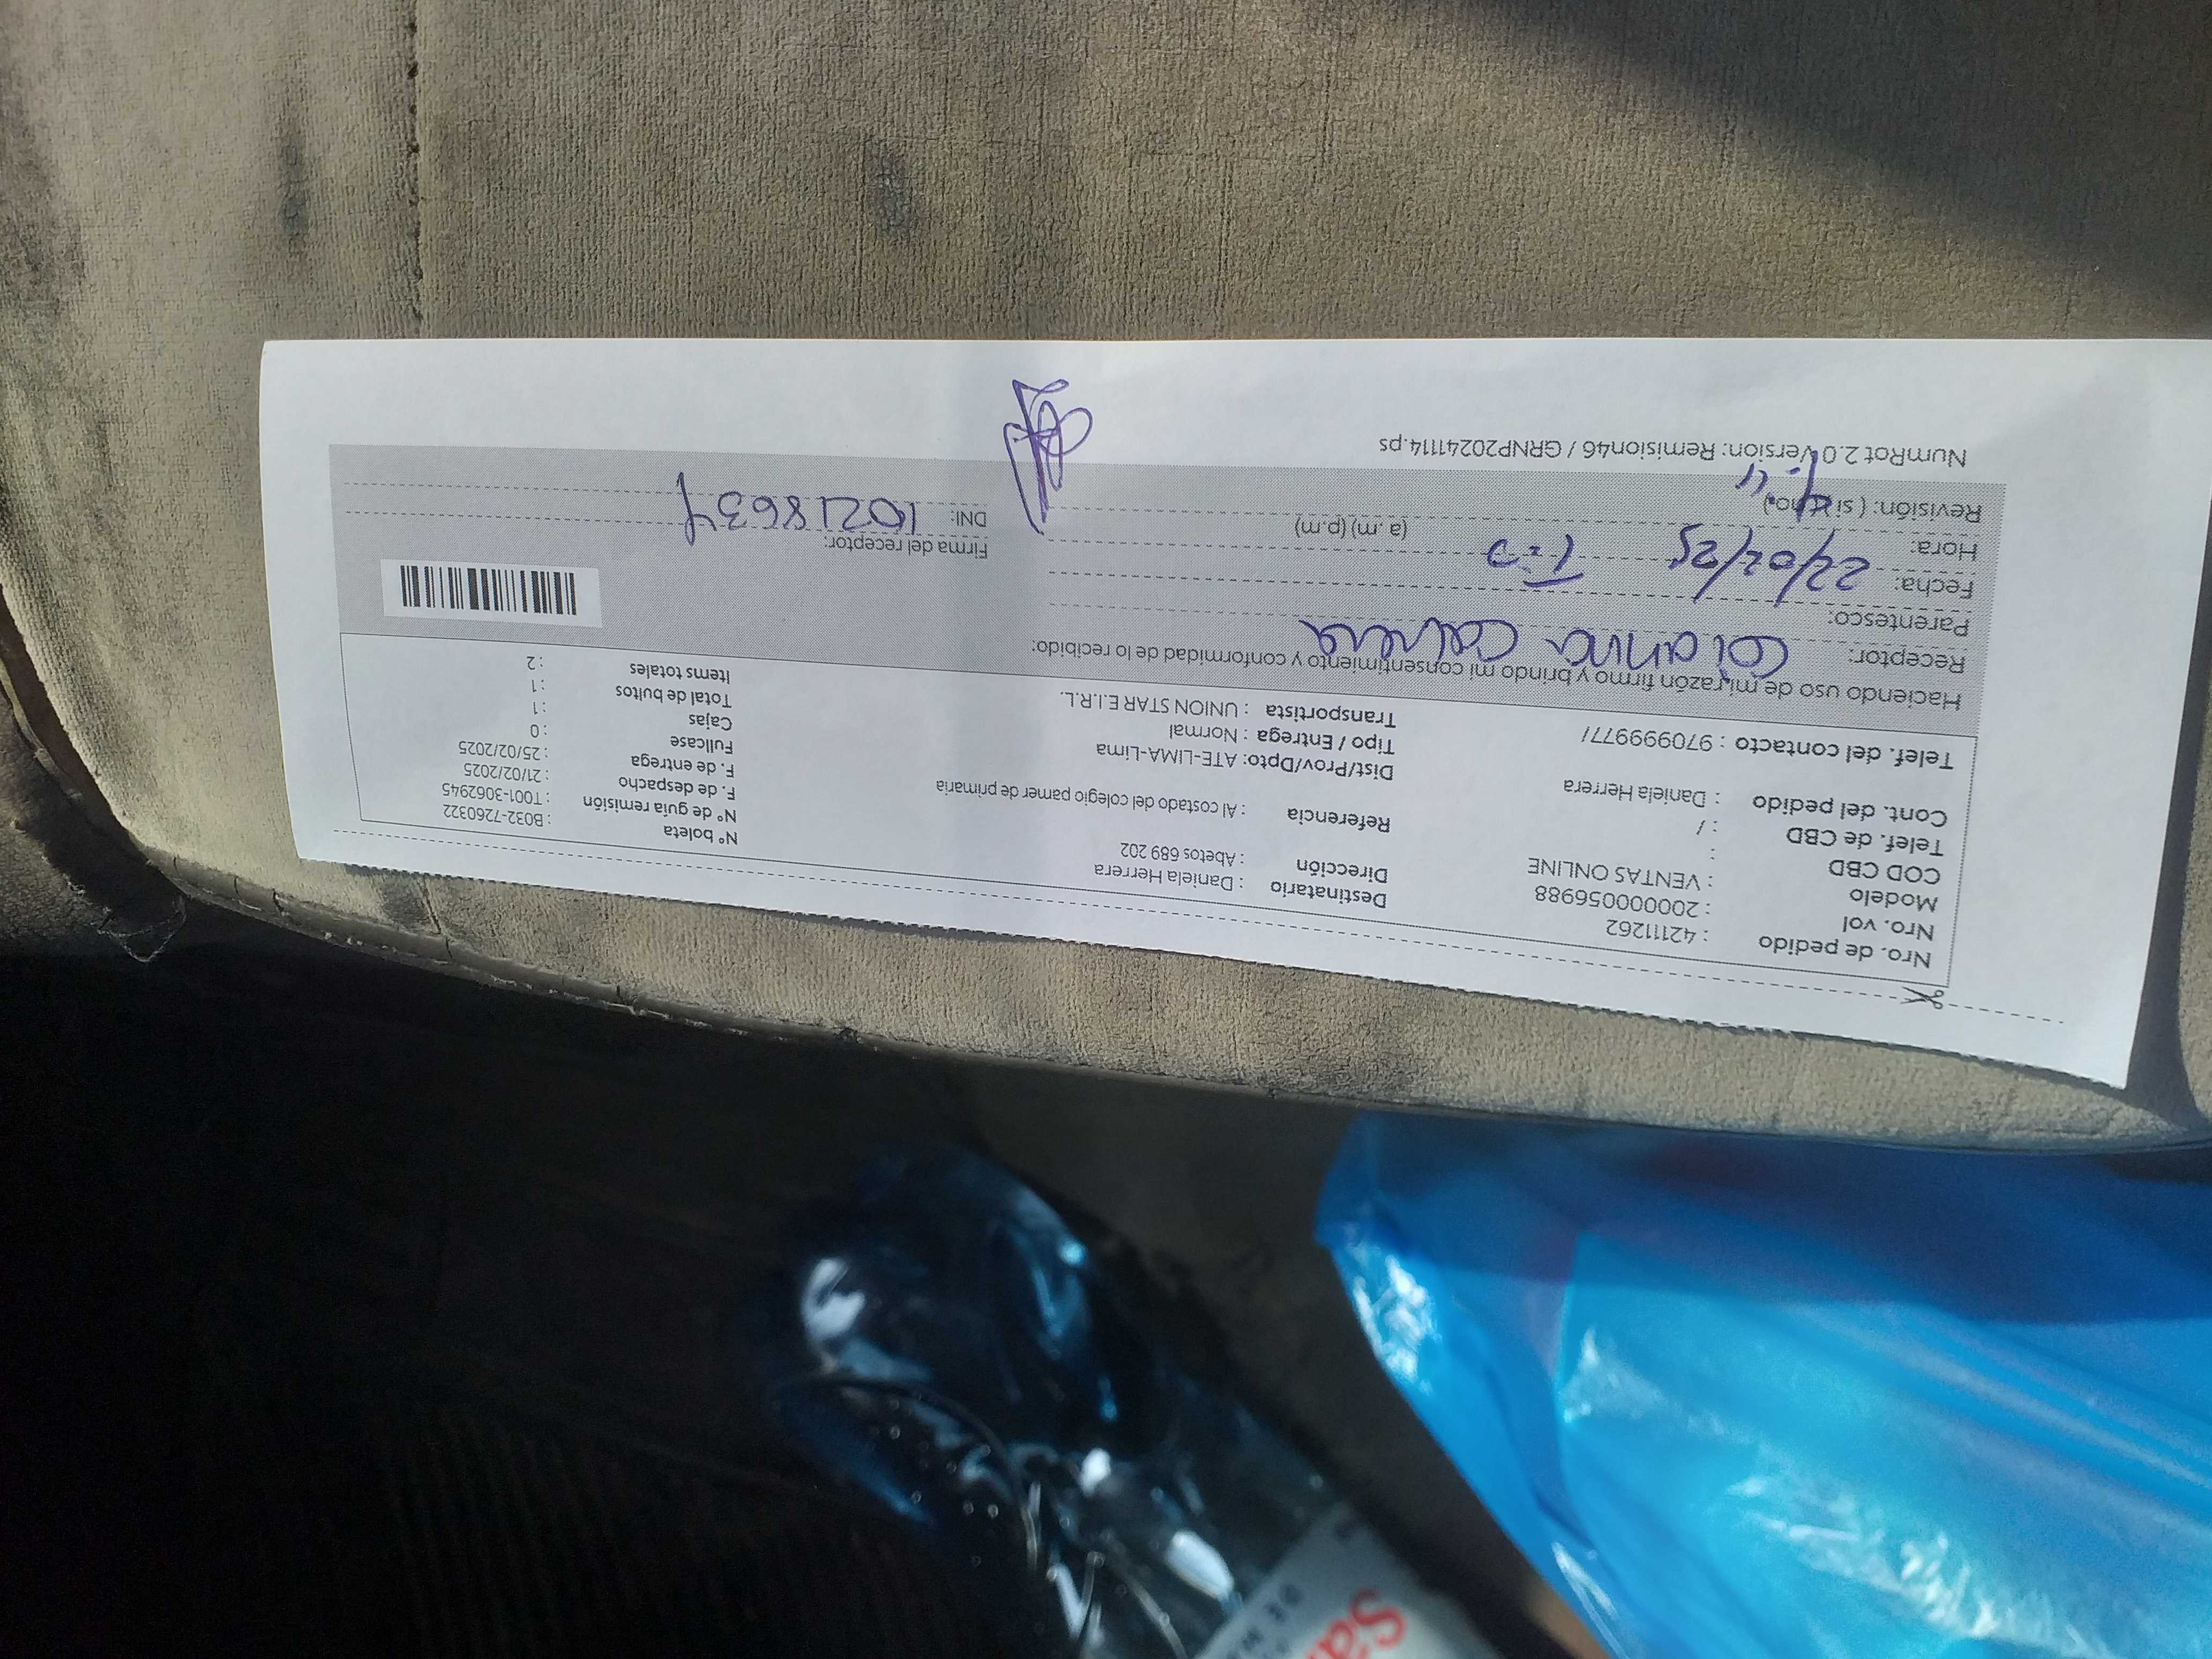 Nro. de pedido : 42111262
Nro. vol : 20000056988
Modelo : VENTAS ONLINE
COD CBD :
Telef. de CBD : /
Cont. del pedido : Daniela Herrera
Telef. del contacto : 970999977/
Destinatario : Daniela Herrera
Dirección : Abetos 689 202
Referencia : Al costado del colegio pamer de primaria
Dist/Prov/Dpto: ATE-LIMA-Lima
Tipo / Entrega : Normal
Transportista : UNION STAR E.I.R.L.
N° boleta : B032-7260322
N° de guia remisión : T001-3062945
F. de despacho : 21/02/2025
F. de entrega : 25/02/2025
Fullcase : 0
Cajas : 1
Total de bultos : 1
Items totales : 2
Haciendo uso de mi razón firmo y brindo mi consentimiento y conformidad de lo recibido:
Receptor:
Parentesco:
Fecha: 22/02/25
Hora: (a.m) (p.m)
Revisión: ( si / no )
Firma del receptor:
DNI: 10218634
NumRot 2.0 Version: Remision46 / GRNP20241114.ps